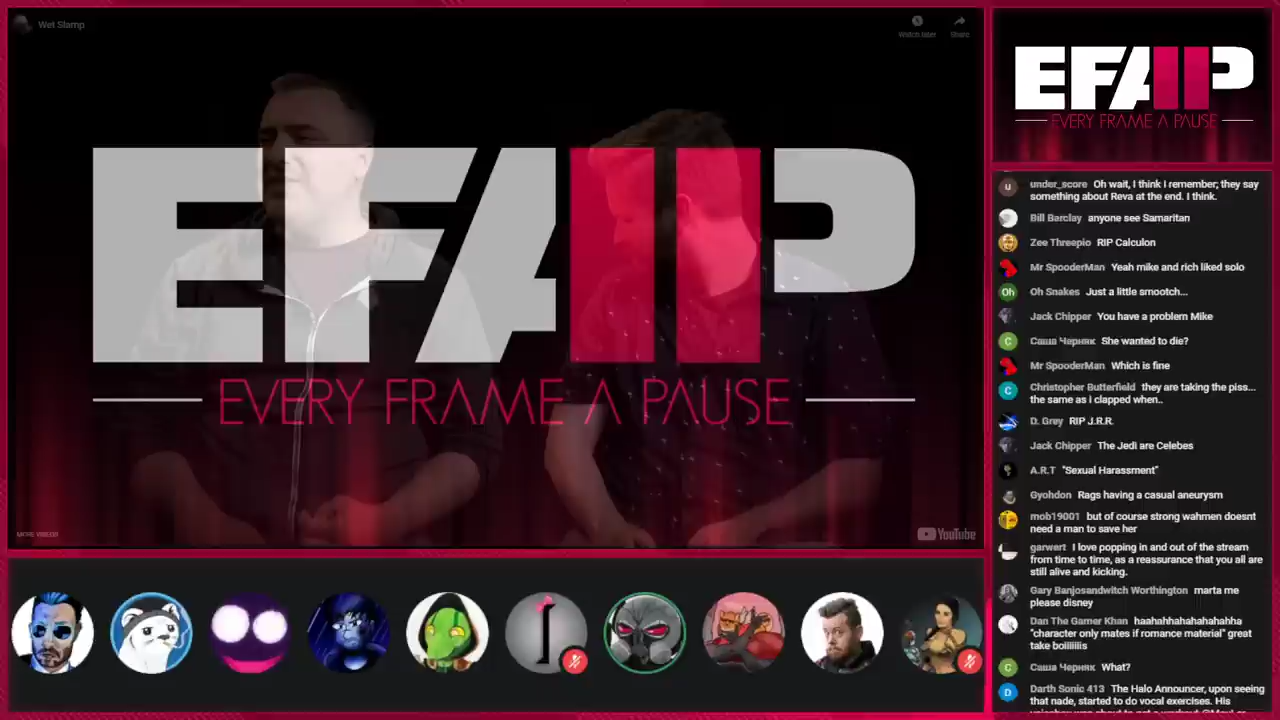 Wet Slamp
Watch later
Share
EFAP
EVERY FRAME A PAUSE
MORE VIDEOS
YouTube
EFAP
EVERY FRAME A PAUSE
U
under_score Oh wait, I think I remember; they say
something about Reva at the end. I think.
Bill Barclay anyone see Samaritan
Zee Threepio RIP Calculon
Mr SpooderMan Yeah mike and rich liked solo
Oh
Oh Snakes Just a little smootch...
Jack Chipper You have a problem Mike
C
Саша Черняк She wanted to die?
Mr SpooderMan Which is fine
C
Christopher Butterfield they are taking the piss...
the same as i clapped when..
D. Grey RIP J.R.R.
Jack Chipper The Jedi are Celebes
A.R.T "Sexual Harassment"
Gyohdon Rags having a casual aneurysm
mob19001 but of course strong wahmen doesnt
need a man to save her
garwert I love popping in and out of the stream
from time to time, as a reassurance that you all are
still alive and kicking.
Gary Banjosandwitch Worthington marta me
please disney
Dan The Gamer Khan haahahhahahahahahha
"character only mates if romance material" great
take boiiiiiis
C
Саша Черняк What?
D
Darth Sonic 413 The Halo Announcer, upon seeing
that nade, started to do vocal exercises. His